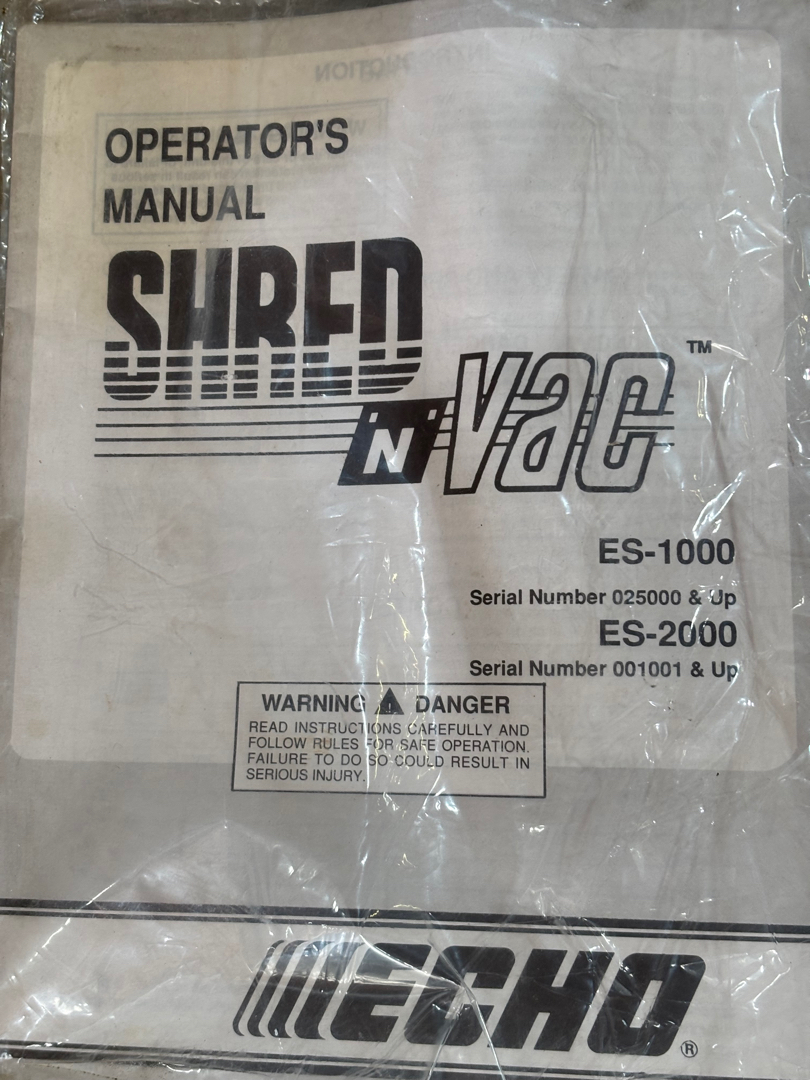 OPERATOR'S
MANUAL
SHRED
N
Vac
™
ES-1000
Serial Number 025000 & Up
ES-2000
Serial Number 001001 & Up
WARNING DANGER
READ INSTRUCTIONS CAREFULLY AND
FOLLOW RULES FOR SAFE OPERATION.
FAILURE TO DO SO COULD RESULT IN
SERIOUS INJURY.
ECHO
®